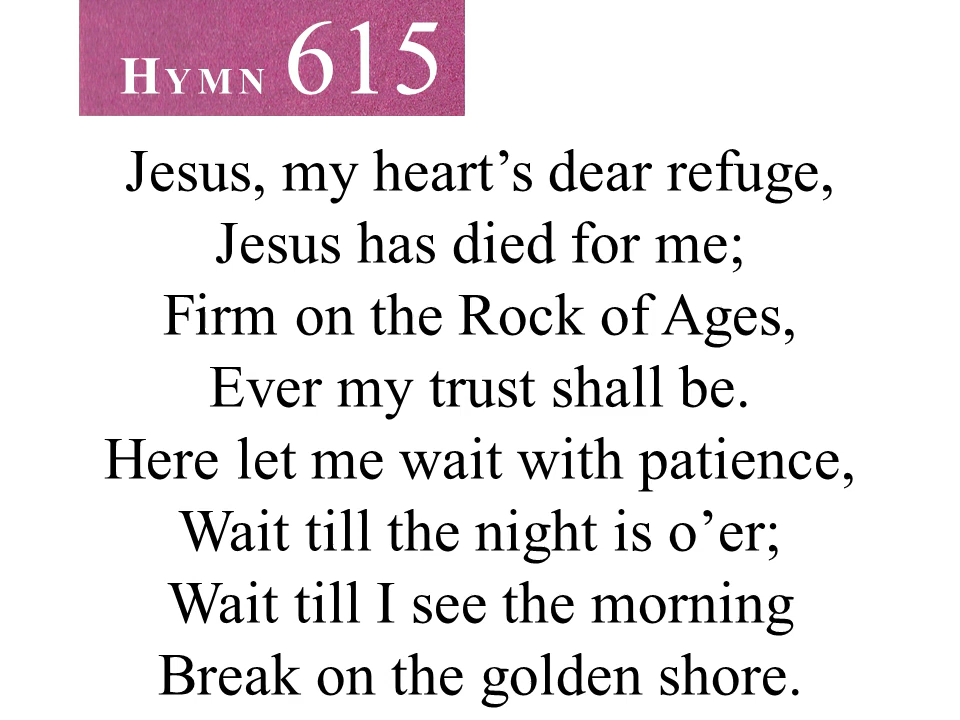 HYMN 615
Jesus, my heart’s dear refuge,
Jesus has died for me;
Firm on the Rock of Ages,
Ever my trust shall be.
Here let me wait with patience,
Wait till the night is o’er;
Wait till I see the morning
Break on the golden shore.